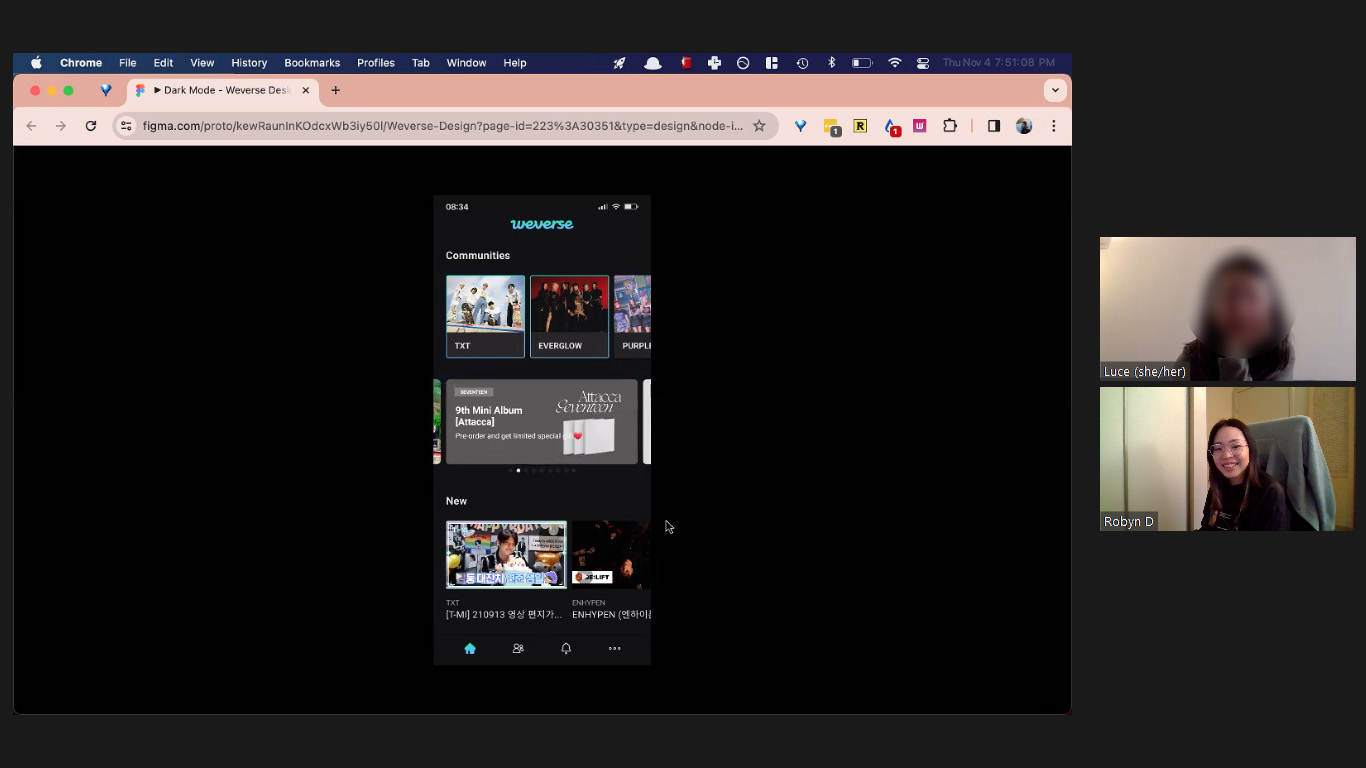 Chrome File Edit View History Bookmarks Profiles Tab Window Help Thu Nov 4 7:51:08 PM
Dark Mode - Weverse Desi
figma.com/proto/kewRaunInKOdcxWb3iy50l/Weverse-Design?page-id=223%3A30351&type=design&node-i...
1
R
1
08:34
weverse
Communities
TXT
EVERGLOW
PURPLE
SEVENTEEN
9th Mini Album
[Attacca]
Pre-order and get limited special
Attacca
Seventeen
New
TXT
[T-MI] 210913 영상 편지가...
ENHYPEN
ENHYPEN (엔하이픈
Luce (she/her)
Robyn D